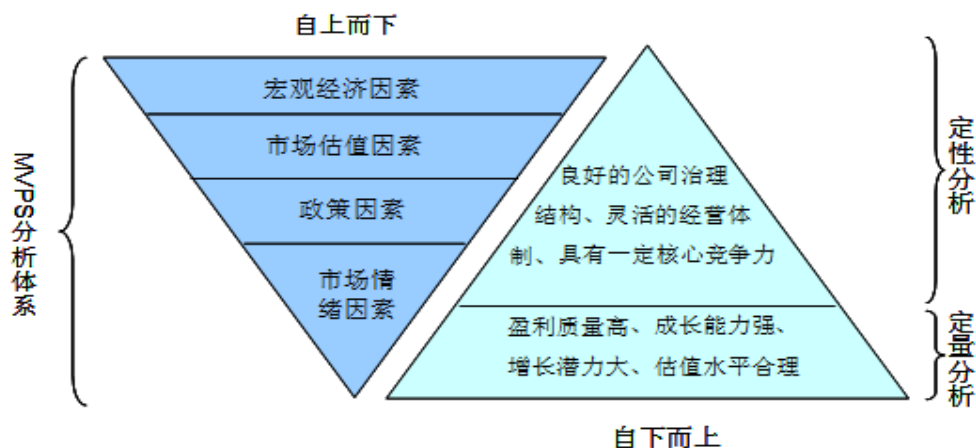 自上而下
MVPS分析体系
宏观经济因素
市场估值因素
政策因素
市场情
绪因素
良好的公司治理
结构、灵活的经营体
制、具有一定核心竞争力
盈利质量高、成长能力强、
增长潜力大、估值水平合理
定性分析
定量分析
自下而上